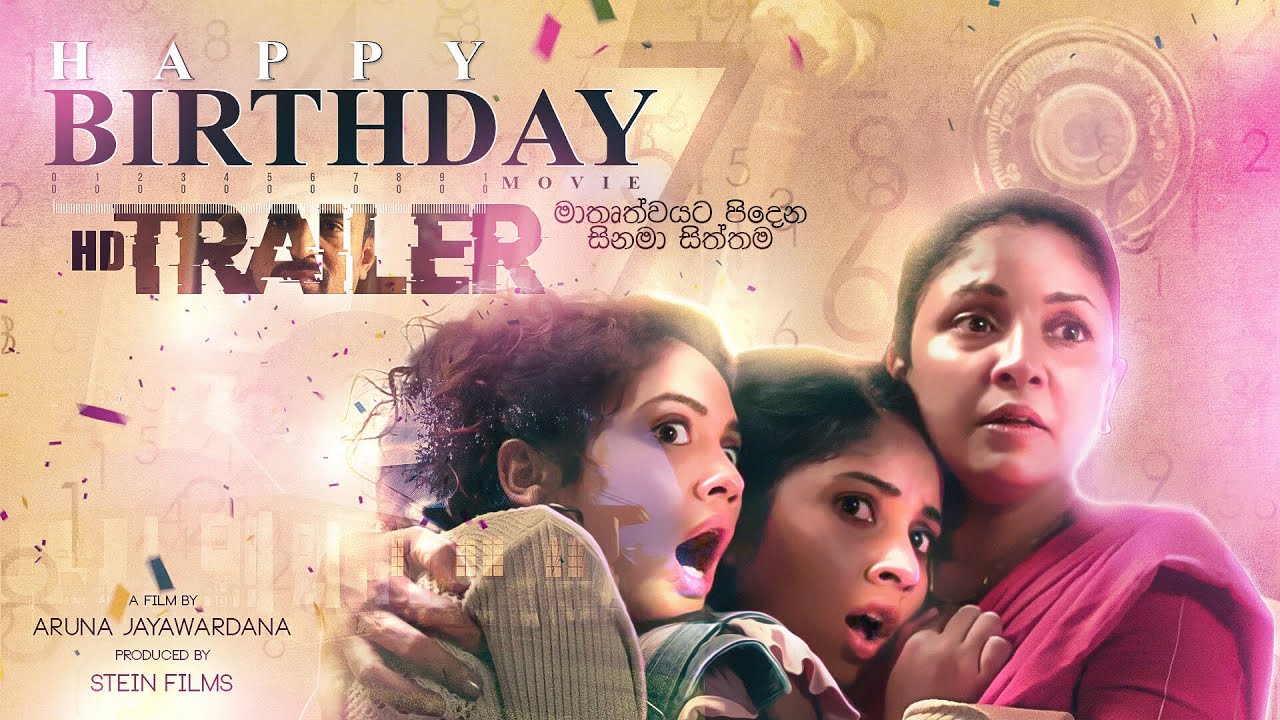 HAPPY
BIRTHDAY
0 1 2 3 4 5 6 7 8 9 1
0 0 0 0 0 0 0 0 0 0
MOVIE
HD TRAILER
මාතෘත්වයට පිදෙන
සිනමා සිත්තම
A FILM BY
ARUNA JAYAWARDANA
PRODUCED BY
STEIN FILMS